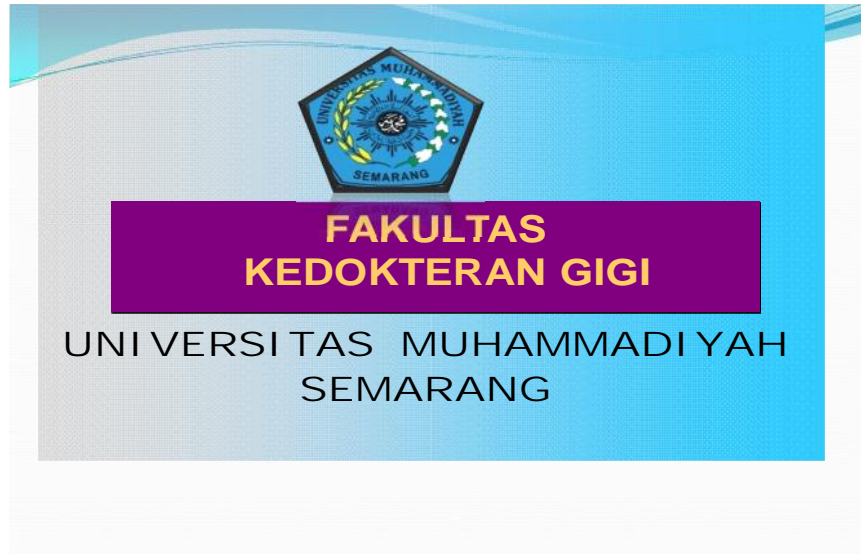 UNIVERSITAS MUHAMMADIYAH
SEMARANG
FAKULTAS
KEDOKTERAN GIGI
UNIVERSITAS MUHAMMADIYAH
SEMARANG